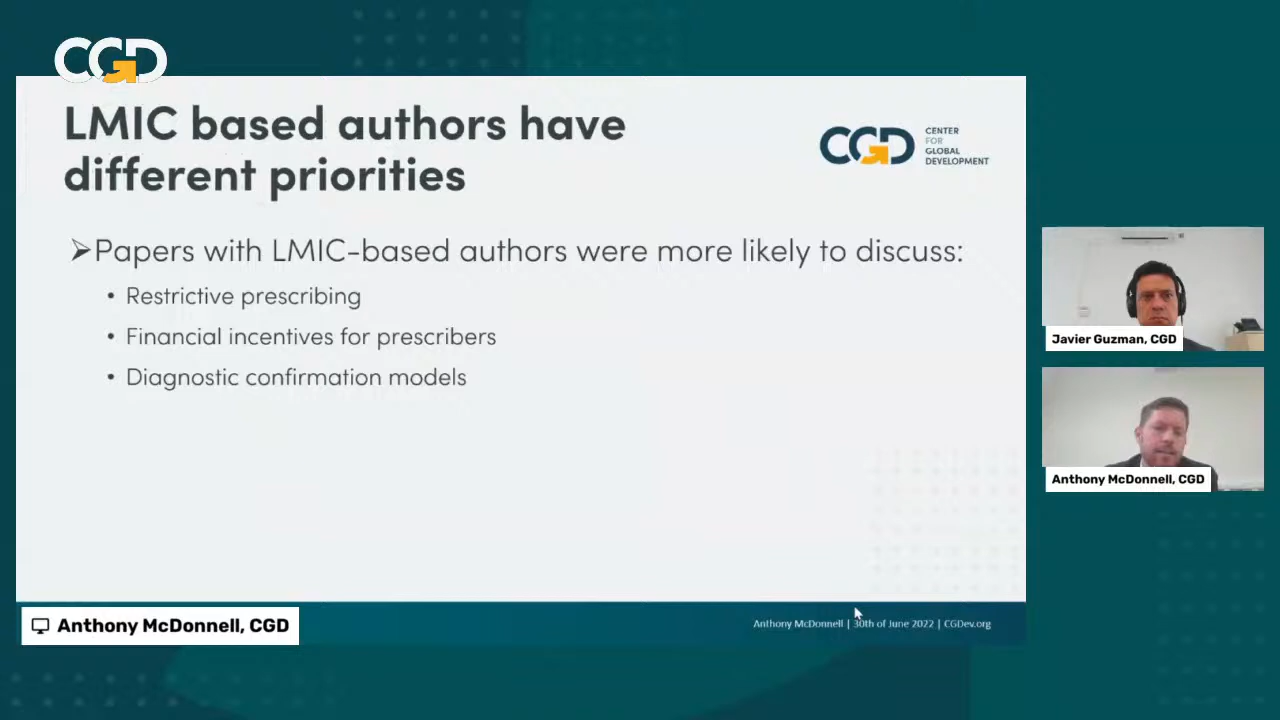 CGD
LMIC based authors have
different priorities
CGD
CENTER
FOR
GLOBAL
DEVELOPMENT
➢Papers with LMIC-based authors were more likely to discuss:
• Restrictive prescribing
• Financial incentives for prescribers
• Diagnostic confirmation models
Javier Guzman, CGD
Anthony McDonnell, CGD
Anthony McDonnell, CGD
Anthony McDonnell | 30th of June 2022 | CGDev.org